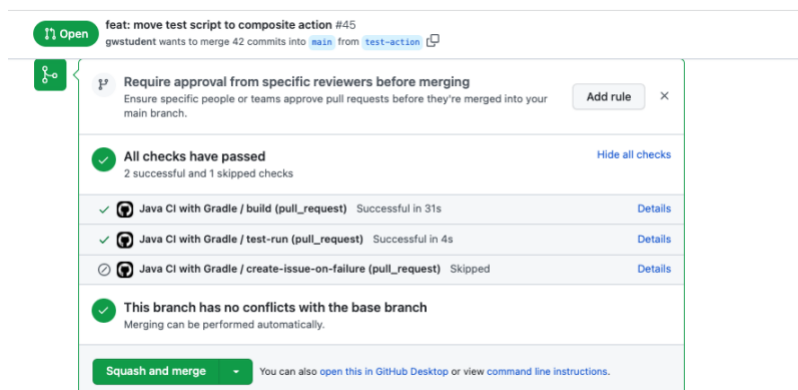 Open
feat: move test script to composite action #45
gwstudent wants to merge 42 commits into main from test-action
Require approval from specific reviewers before merging
Ensure specific people or teams approve pull requests before they're merged into your
main branch.
Add rule
All checks have passed
2 successful and 1 skipped checks
Hide all checks
Java CI with Gradle / build (pull_request) Successful in 31s
Details
Java CI with Gradle / test-run (pull_request) Successful in 4s
Details
Java CI with Gradle / create-issue-on-failure (pull_request) Skipped
Details
This branch has no conflicts with the base branch
Merging can be performed automatically.
Squash and merge
You can also open this in GitHub Desktop or view command line instructions.